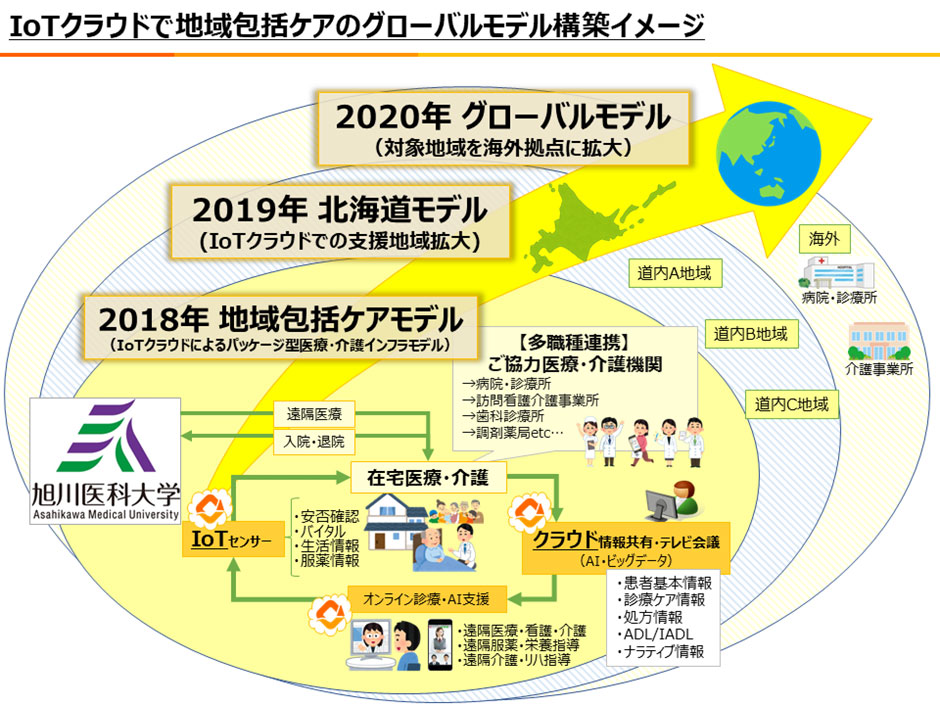 IoTクラウドで地域包括ケアのグローバルモデル構築イメージ
2020年 グローバルモデル
（対象地域を海外拠点に拡大）
2019年 北海道モデル
(IoTクラウドでの支援地域拡大)
2018年 地域包括ケアモデル
（IoTクラウドによるパッケージ型医療・介護インフラモデル）
海外
HOSPITAL
病院・診療所
介護事業所
道内A地域
道内B地域
道内C地域
【多職種連携】
ご協力医療・介護機関
→病院・診療所
→訪問看護介護事業所
→歯科診療所
→調剤薬局etc…
遠隔医療
入院・退院
旭川医科大学
Asahikawa Medical University
在宅医療・介護
IoTセンサー
・安否確認
・バイタル
・生活情報
・服薬情報
クラウド情報共有・テレビ会議
（AI・ビッグデータ）
・患者基本情報
・診療ケア情報
・処方情報
・ADL/IADL
・ナラティブ情報
オンライン診療・AI支援
・遠隔医療・看護・介護
・遠隔服薬・栄養指導
・遠隔介護・リハ指導